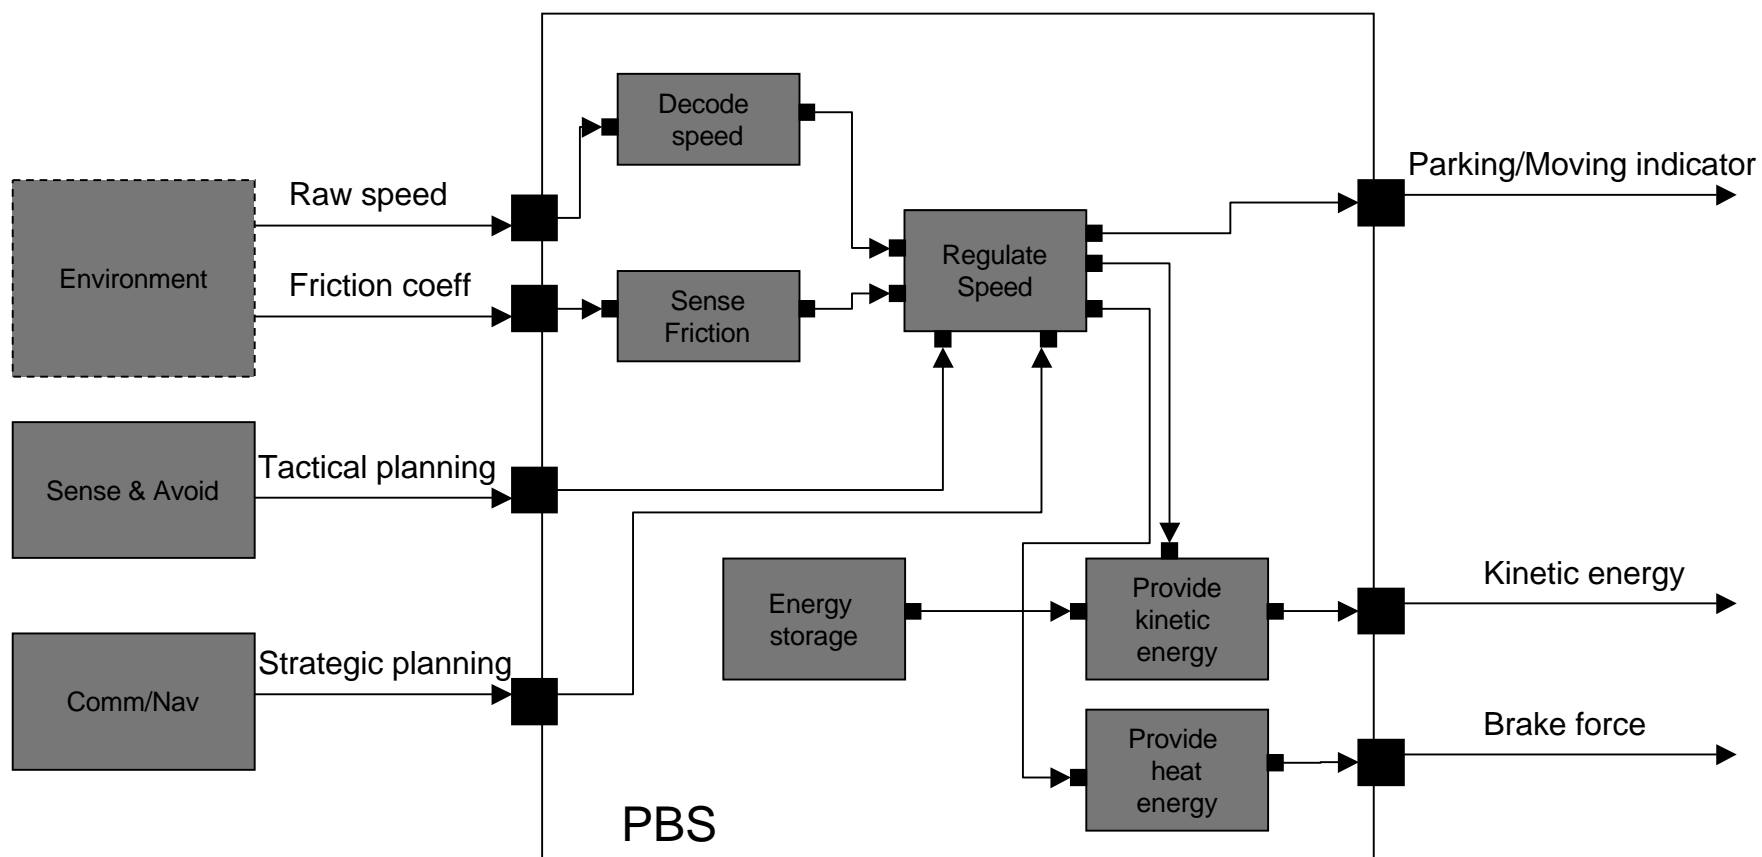 Decode
speed
Parking/Moving indicator
Raw speed
Environment
Friction coeff
Regulate
Speed
Sense
Friction
Tactical planning
Sense & Avoid
Kinetic energy
Energy
storage
Provide
kinetic
energy
Strategic planning
Comm/Nav
Brake force
Provide
heat
energy
PBS